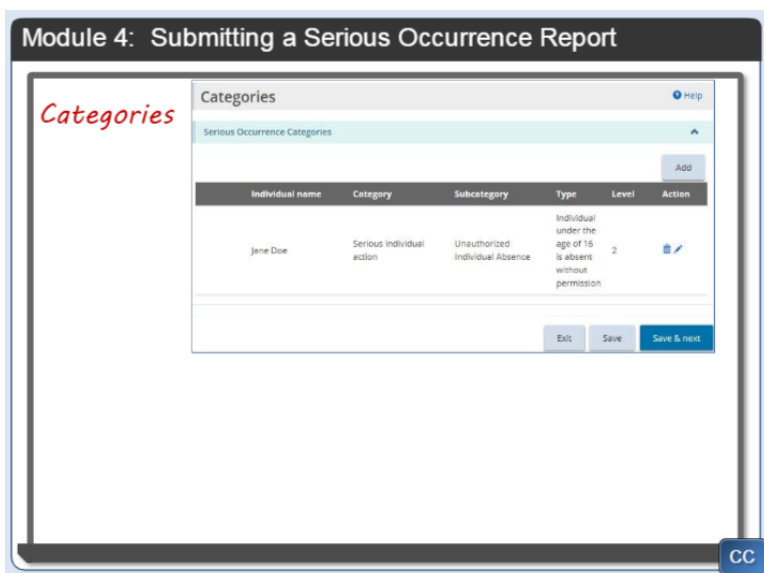 Module 4: Submitting a Serious Occurrence Report
Categories
Categories
Help
Serious Occurrence Categories
Add
Individual name Category Subcategory Type Level Action
Jane Doe Serious individual action Unauthorized Individual Absence Individual under the age of 16 is absent without permission 2
Exit Save Save & next
CC